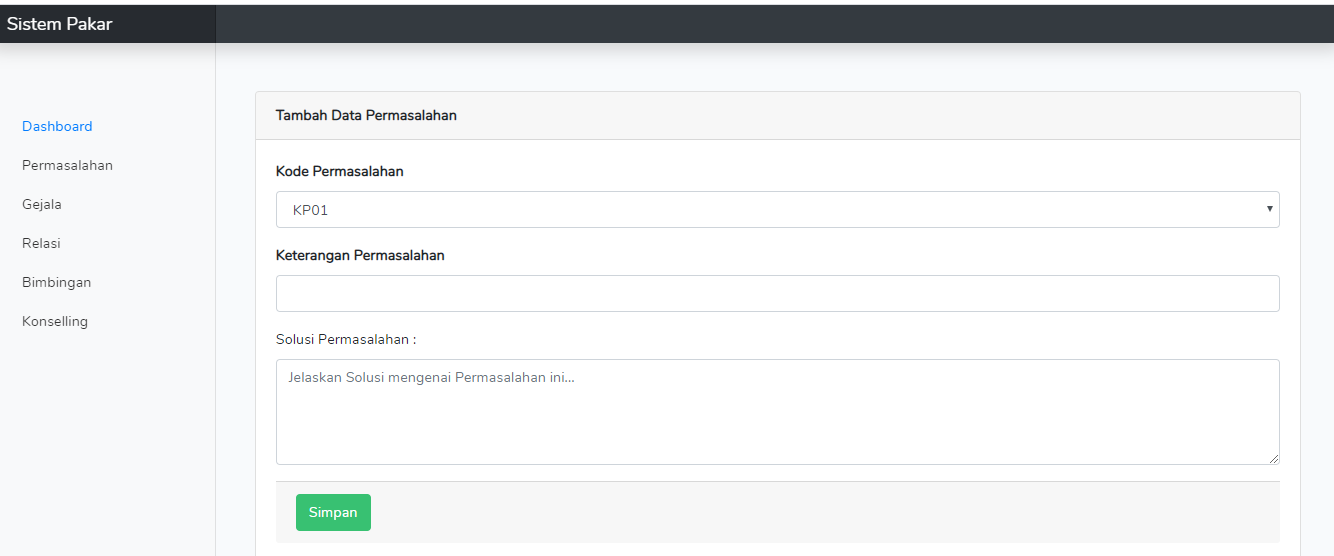 Sistem Pakar
Dashboard
Permasalahan
Gejala
Relasi
Bimbingan
Konselling
Tambah Data Permasalahan
Kode Permasalahan
KP01
Keterangan Permasalahan
Solusi Permasalahan :
Jelaskan Solusi mengenai Permasalahan ini...
Simpan